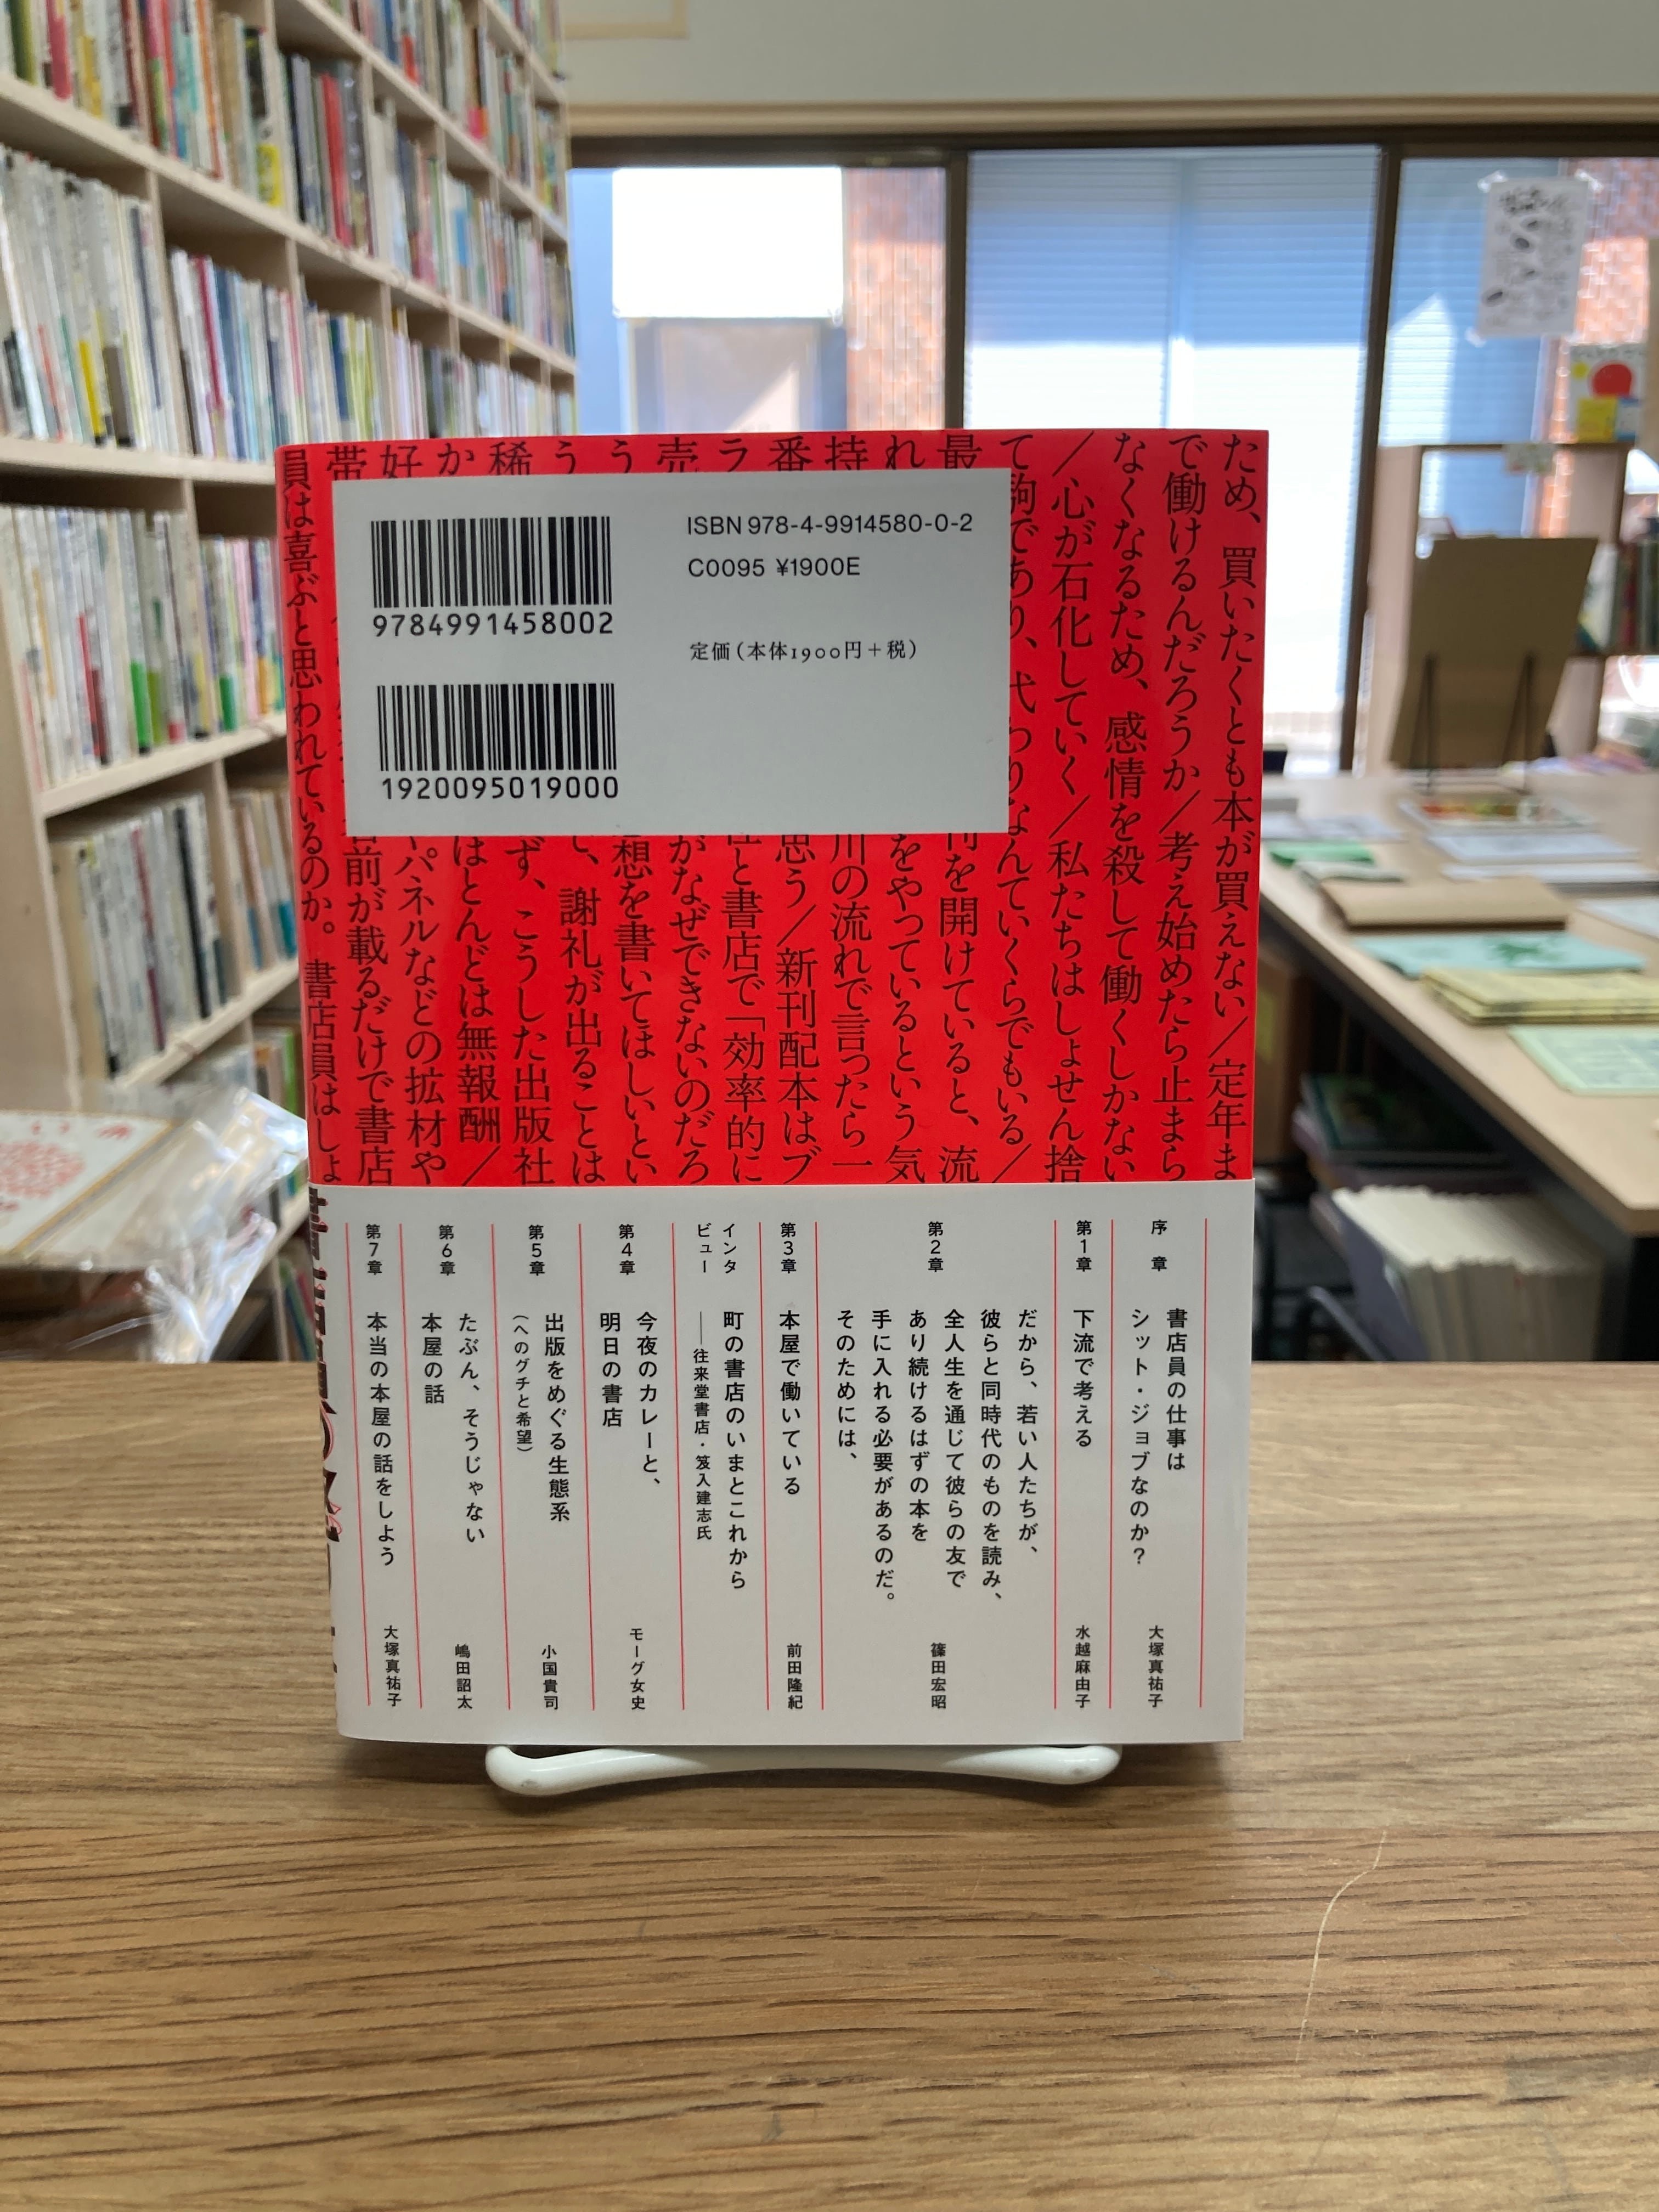 ISBN 978-4-9914580-0-2
C0095 ¥1900E
定価(本体1900円+税)
9784991458002
1920095019000
ため、買いたくとも本が買えない/定年ま
で働けるんだろうか/考え始めたら止まら
なくなるため、感情を殺して働くしかない
/心が石化していく/私たちはしょせん捨
て駒であり、代わりなんていくらでもいる/
最
刊を開けていると、流
れ
をやっているという気
持
川の流れで言ったら一
番
思う/新刊配本はブ
ラ
と書店で「効率的に
売
がなぜできないのだろ
う
想を書いてほしいとい
う
、謝礼が出ることは
稀
ず、こうした出版社
か
はとんどは無報酬/
好
パネルなどの拡材や
帯
前が載るだけで書店
員は喜ぶと思われているのか。書店員はしょ
序章
書店員の仕事は
シット・ジョブなのか?
大塚真祐子
第1章
下流で考える
水越麻由子
第2章
だから、若い人たちが、
彼らと同時代のものを読み、
全人生を通じて彼らの友で
あり続けるはずの本を
手に入れる必要があるのだ。
そのためには、
篠田宏昭
第3章
本屋で働いている
前田隆紀
インタ
ビュー
町の書店のいまとこれから
——往来堂書店・笈入建志氏
第4章
今夜のカレーと、
明日の書店
モーグ女史
第5章
出版をめぐる生態系
(へのグチと希望)
小国貴司
第6章
たぶん、そうじゃない
本屋の話
嶋田詔太
第7章
本当の本屋の話をしよう
大塚真祐子